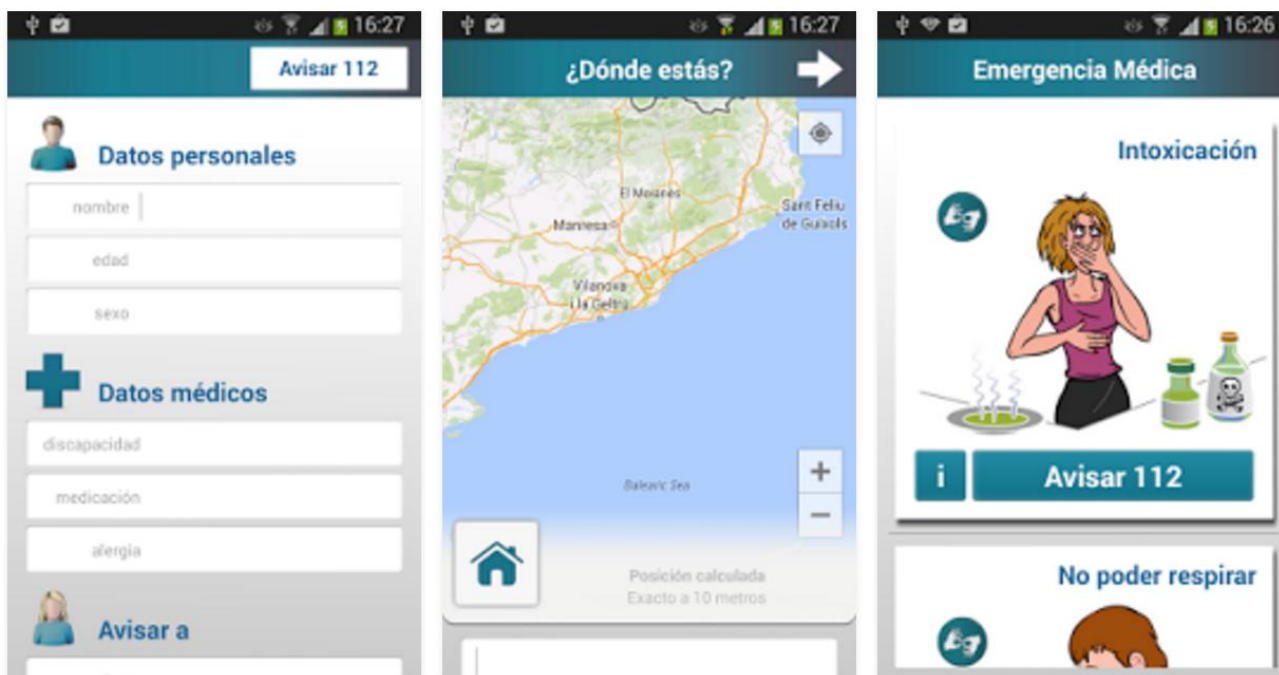 16:27
Avisar 112
Datos personales
nombre
edad
sexo
Datos médicos
discapacidad
medicación
alergia
Avisar a
16:27
¿Dónde estás?
El Moianès
Manresa
Sant Feliu
de Guíxols
Vilanova
i la Geltrú
Balearic Sea
Posición calculada
Exacto a 10 metros
16:26
Emergencia Médica
Intoxicación
i
Avisar 112
No poder respirar